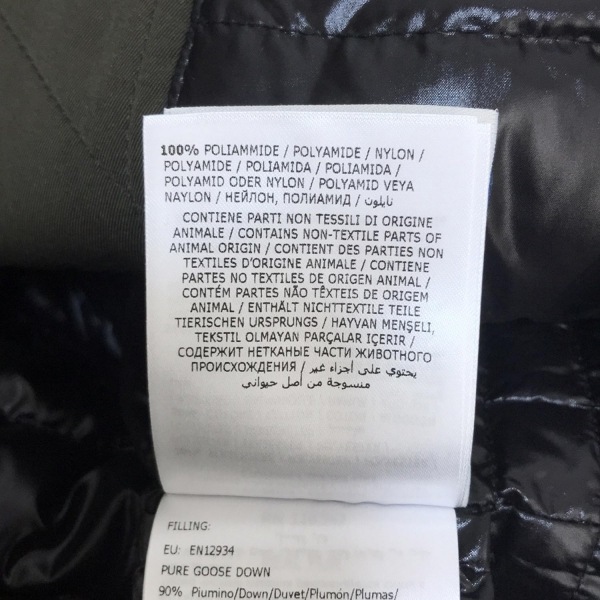 100% POLIAMMIDE / POLYAMIDE / NYLON /
POLYAMIDE / POLIAMIDA / POLIAMIDA /
POLYAMID ODER NYLON / POLYAMID VEYA
NAYLON / НЕЙЛОН, ПОЛИАМИД / نايلون
CONTIENE PARTI NON TESSILI DI ORIGINE
ANIMALE / CONTAINS NON-TEXTILE PARTS OF
ANIMAL ORIGIN / CONTIENT DES PARTIES NON
TEXTILES D'ORIGINE ANIMALE / CONTIENE
PARTES NO TEXTILES DE ORIGEN ANIMAL /
CONTÉM PARTES NÃO TÊXTEIS DE ORIGEM
ANIMAL / ENTHÄLT NICHTTEXTILE TEILE
TIERISCHEN URSPRUNGS / HAYVAN MENŞELİ,
TEKSTIL OLMAYAN PARÇALAR IÇERIR /
СОДЕРЖИТ НЕТКАНЫЕ ЧАСТИ ЖИВОТНОГО
ПРОИСХОЖДЕНИЯ / يحتوي على أجزاء غير
منسوجة من أصل حيواني
FILLING:
EU: EN12934
PURE GOOSE DOWN
90% Piumino/Down/Duvet/Plumón/Plumas/